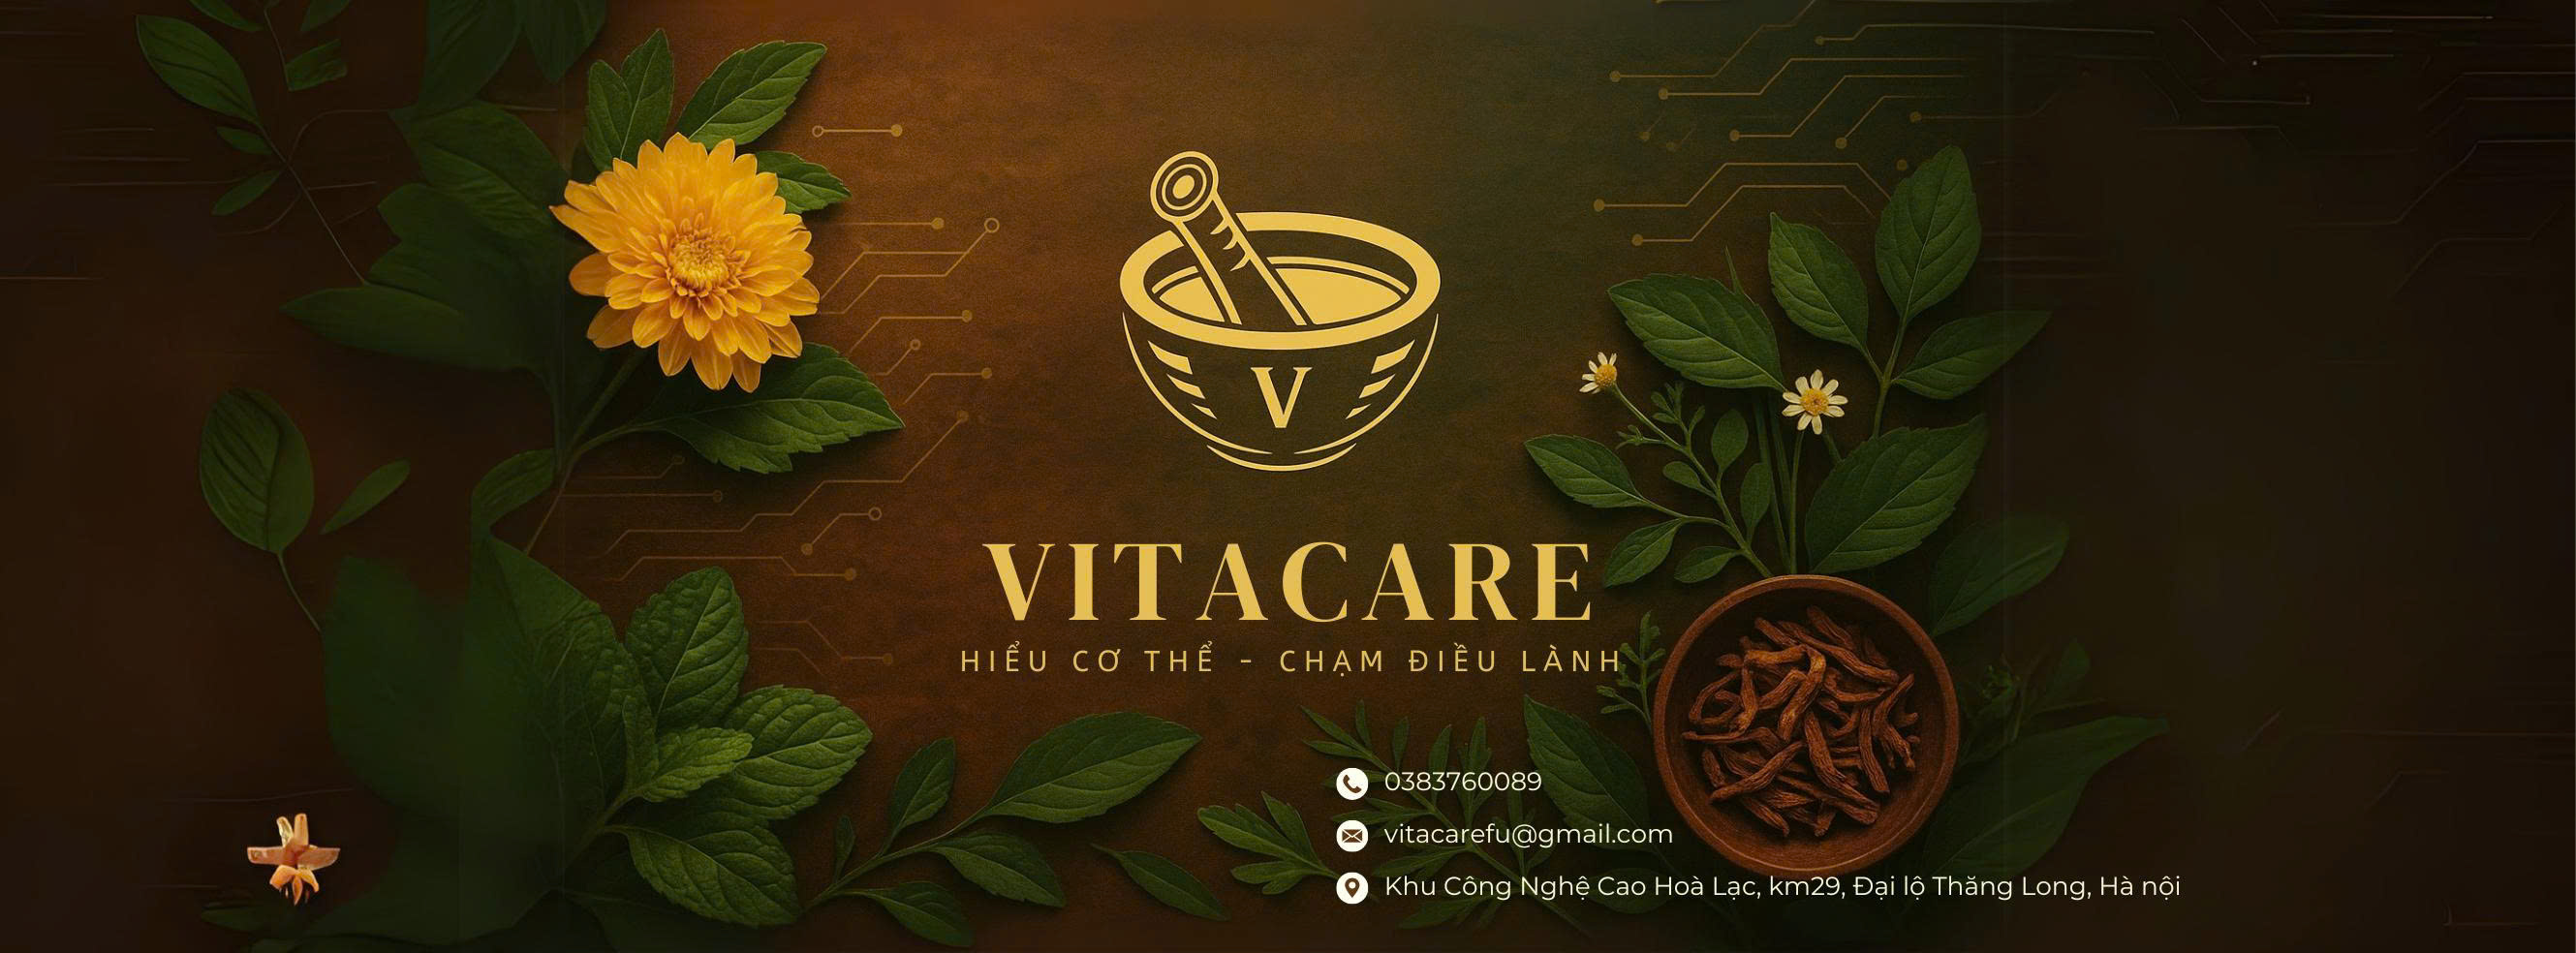 V
VITACARE
HIỂU CƠ THỂ - CHẠM ĐIỀU LÀNH
0383760089
vitacarefu@gmail.com
Khu Công Nghệ Cao Hoà Lạc, km29, Đại lộ Thăng Long, Hà nội